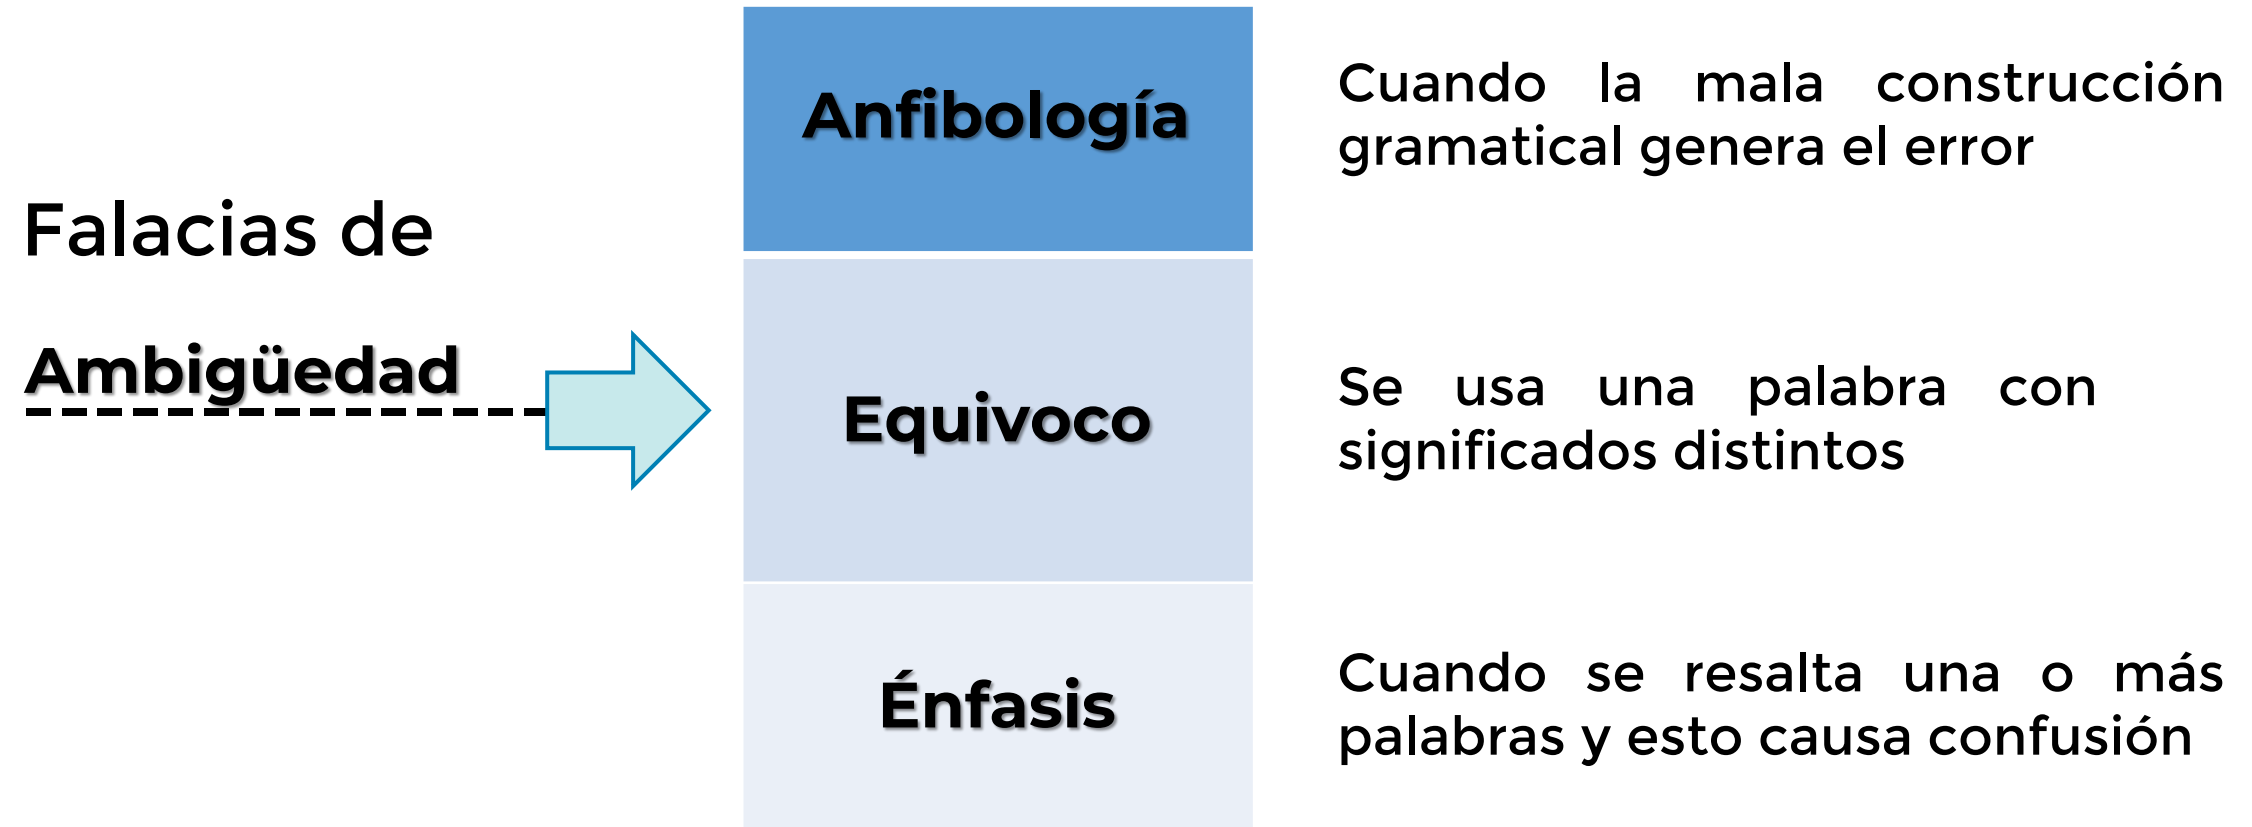 Falacias de
Ambigüedad
Anfibología
Cuando la mala construcción
gramatical genera el error
Equivoco
Se usa una palabra con
significados distintos
Énfasis
Cuando se resalta una o más
palabras y esto causa confusión